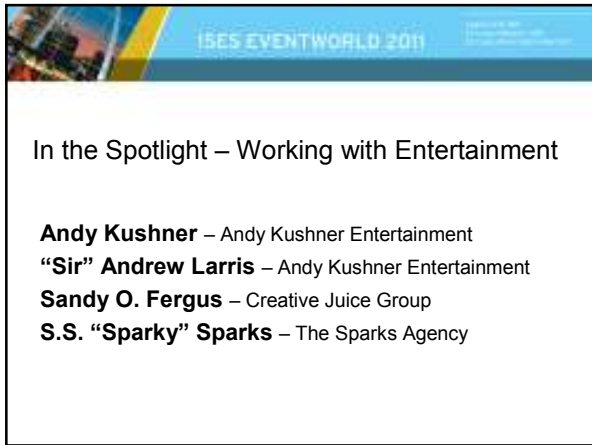 ISES EVENTWORLD 2011
In the Spotlight – Working with Entertainment
Andy Kushner – Andy Kushner Entertainment
“Sir” Andrew Larris – Andy Kushner Entertainment
Sandy O. Fergus – Creative Juice Group
S.S. “Sparky” Sparks – The Sparks Agency